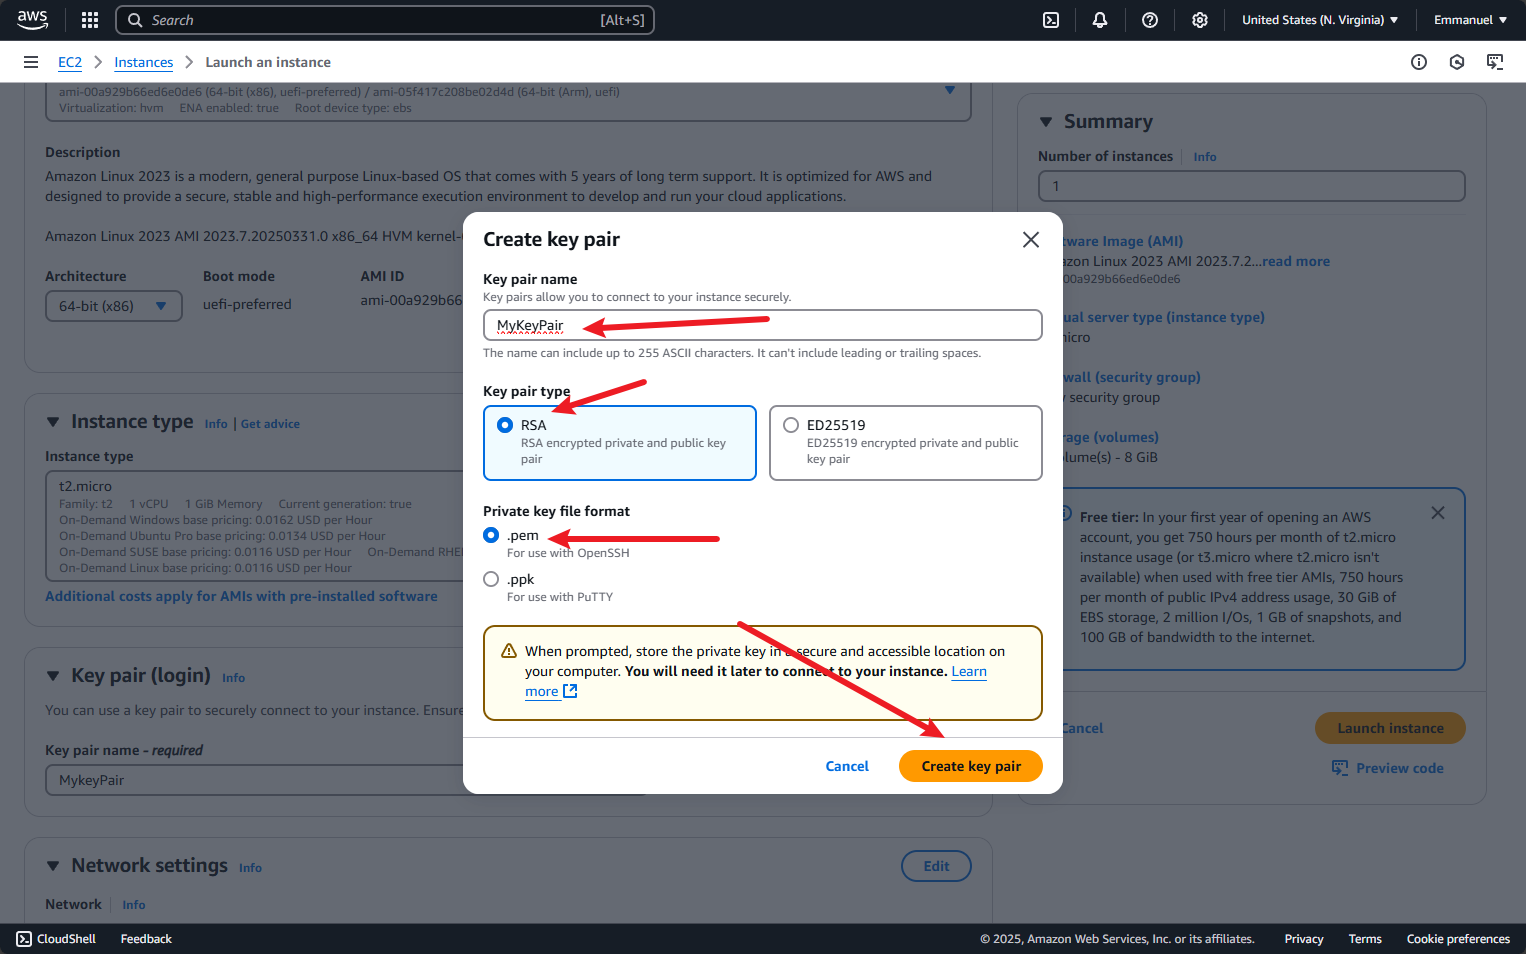 aws
Search
[Alt+S]
United States (N. Virginia)
Emmanuel
EC2
Instances
Launch an instance
ami-00a929b66ed6e0de6 (64-bit (x86), uefi-preferred) / ami-05f417c208be02d4d (64-bit (Arm), uefi)
Virtualization: hvm ENA enabled: true Root device type: ebs
Description
Amazon Linux 2023 is a modern, general purpose Linux-based OS that comes with 5 years of long term support. It is optimized for AWS and
designed to provide a secure, stable and high-performance execution environment to develop and run your cloud applications.
Amazon Linux 2023 AMI 2023.7.20250331.0 x86_64 HVM kernel-
Architecture
Boot mode
AMI ID
64-bit (x86)
uefi-preferred
ami-00a929b66
Instance type
Info
Get advice
Instance type
t2.micro
Family: t2 1 vCPU 1 GiB Memory Current generation: true
On-Demand Windows base pricing: 0.0162 USD per Hour
On-Demand Ubuntu Pro base pricing: 0.0134 USD per Hour
On-Demand SUSE base pricing: 0.0116 USD per Hour On-Demand RHE
On-Demand Linux base pricing: 0.0116 USD per Hour
Additional costs apply for AMIs with pre-installed software
Key pair (login)
Info
You can use a key pair to securely connect to your instance. Ensure
Key pair name - required
MykeyPair
Network settings
Info
Edit
Network
Info
Create key pair
Key pair name
Key pairs allow you to connect to your instance securely.
MyKeyPair
The name can include up to 255 ASCII characters. It can't include leading or trailing spaces.
Key pair type
RSA
RSA encrypted private and public key
pair
ED25519
ED25519 encrypted private and public
key pair
Private key file format
.pem
For use with OpenSSH
.ppk
For use with PuTTY
When prompted, store the private key in a secure and accessible location on
your computer. You will need it later to connect to your instance. Learn
more
Cancel
Create key pair
Summary
Number of instances
Info
1
tware Image (AMI)
zon Linux 2023 AMI 2023.7.2...read more
00a929b66ed6e0de6
ual server type (instance type)
icro
wall (security group)
security group
rage (volumes)
lume(s) - 8 GiB
Free tier: In your first year of opening an AWS
account, you get 750 hours per month of t2.micro
instance usage (or t3.micro where t2.micro isn't
available) when used with free tier AMIs, 750 hours
per month of public IPv4 address usage, 30 GiB of
EBS storage, 2 million I/Os, 1 GB of snapshots, and
100 GB of bandwidth to the internet.
Cancel
Launch instance
Preview code
CloudShell
Feedback
© 2025, Amazon Web Services, Inc. or its affiliates.
Privacy
Terms
Cookie preferences